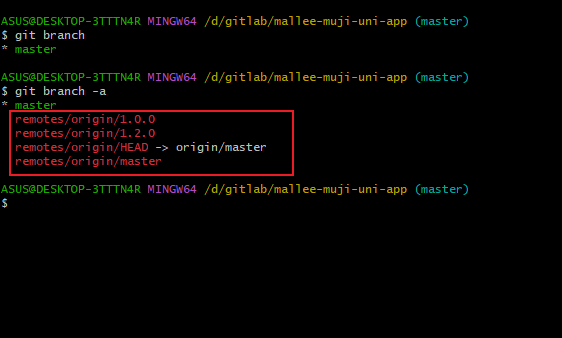 ASUS@DESKTOP-3TTTN4R MINGW64 /d/gitlab/mallee-muji-uni-app (master)
$ git branch
* master
ASUS@DESKTOP-3TTTN4R MINGW64 /d/gitlab/mallee-muji-uni-app (master)
$ git branch -a
* master
remotes/origin/1.0.0
remotes/origin/1.2.0
remotes/origin/HEAD -> origin/master
remotes/origin/master
ASUS@DESKTOP-3TTTN4R MINGW64 /d/gitlab/mallee-muji-uni-app (master)
$